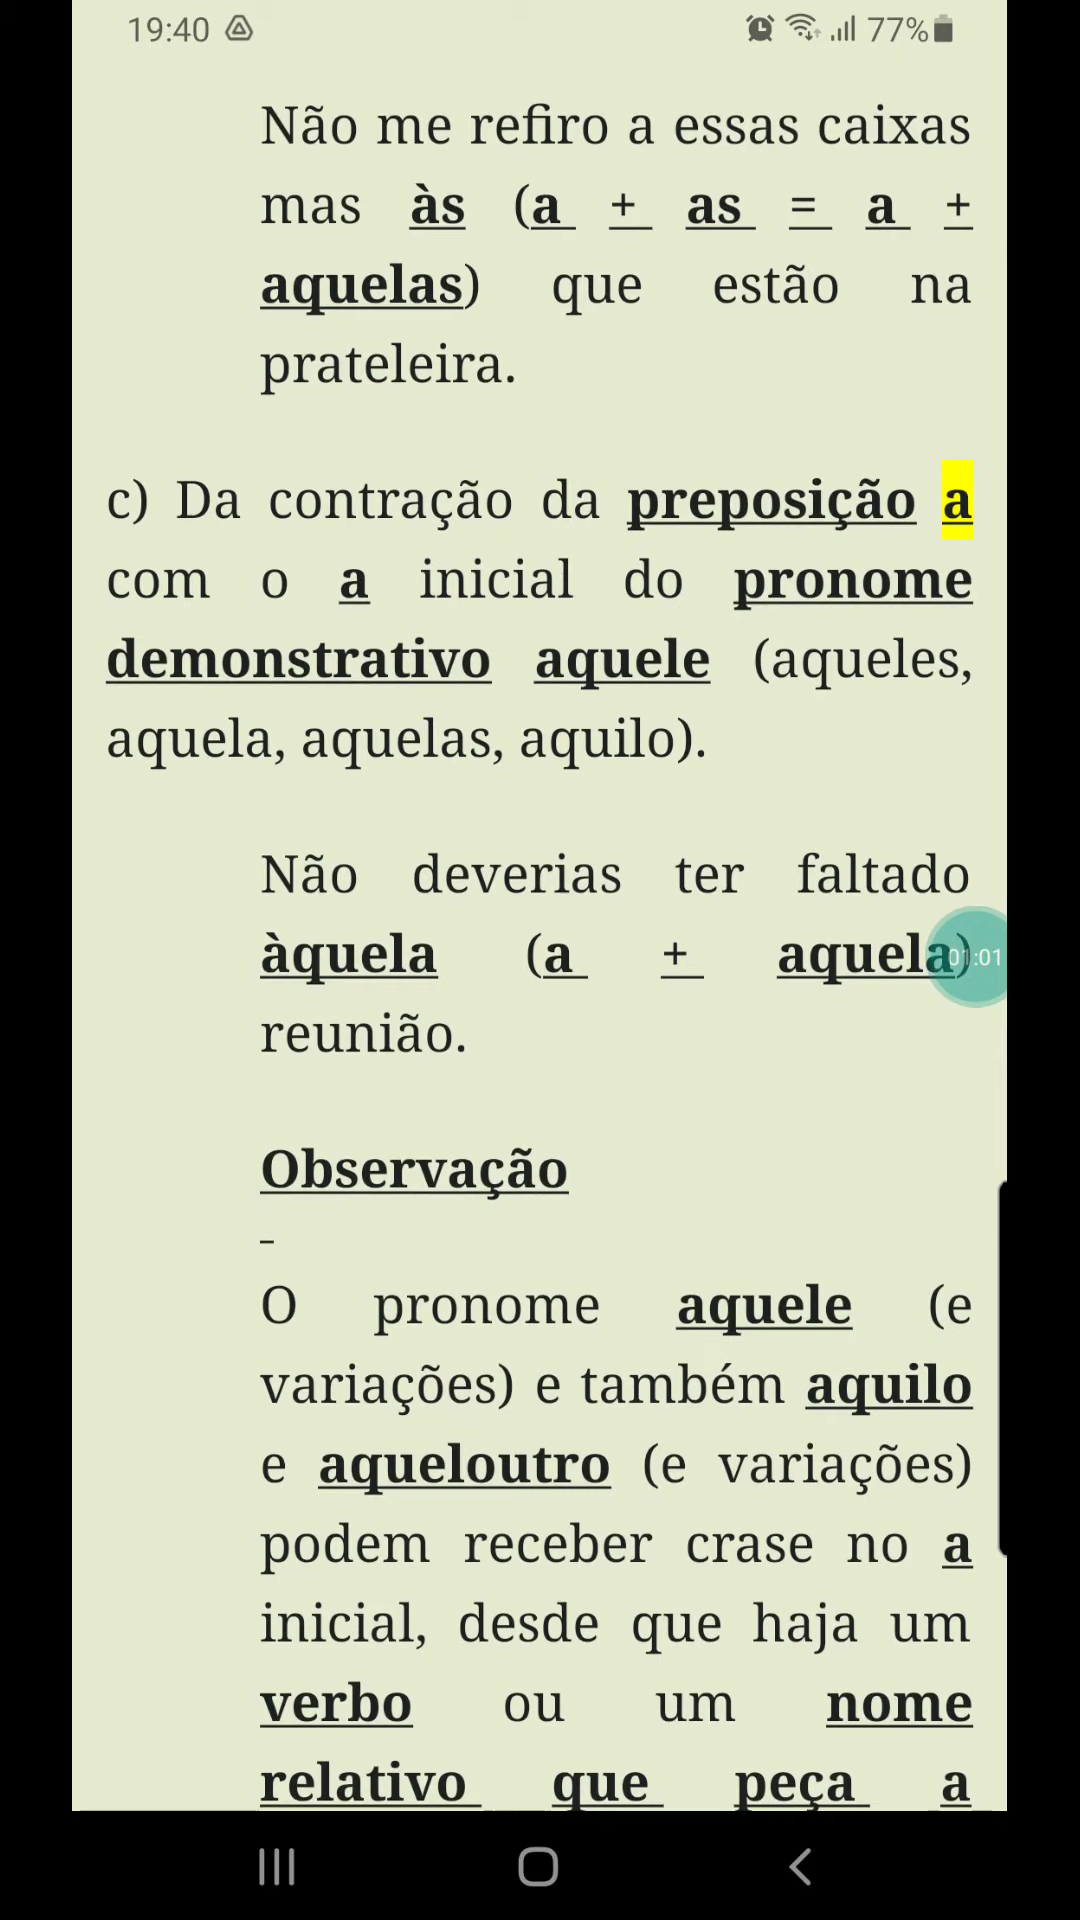 19:40
77%
Não me refiro a essas caixas
mas às (a + as = a +
aquelas) que estão na
prateleira.
c) Da contração da preposição a
com o a inicial do pronome
demonstrativo aquele (aqueles,
aquela, aquelas, aquilo).
Não deverias ter faltado
àquela (a + aquela)
01:01
reunião.
Observação
O pronome aquele (e
variações) e também aquilo
e aqueloutro (e variações)
podem receber crase no a
inicial, desde que haja um
verbo ou um nome
relativo que peça a